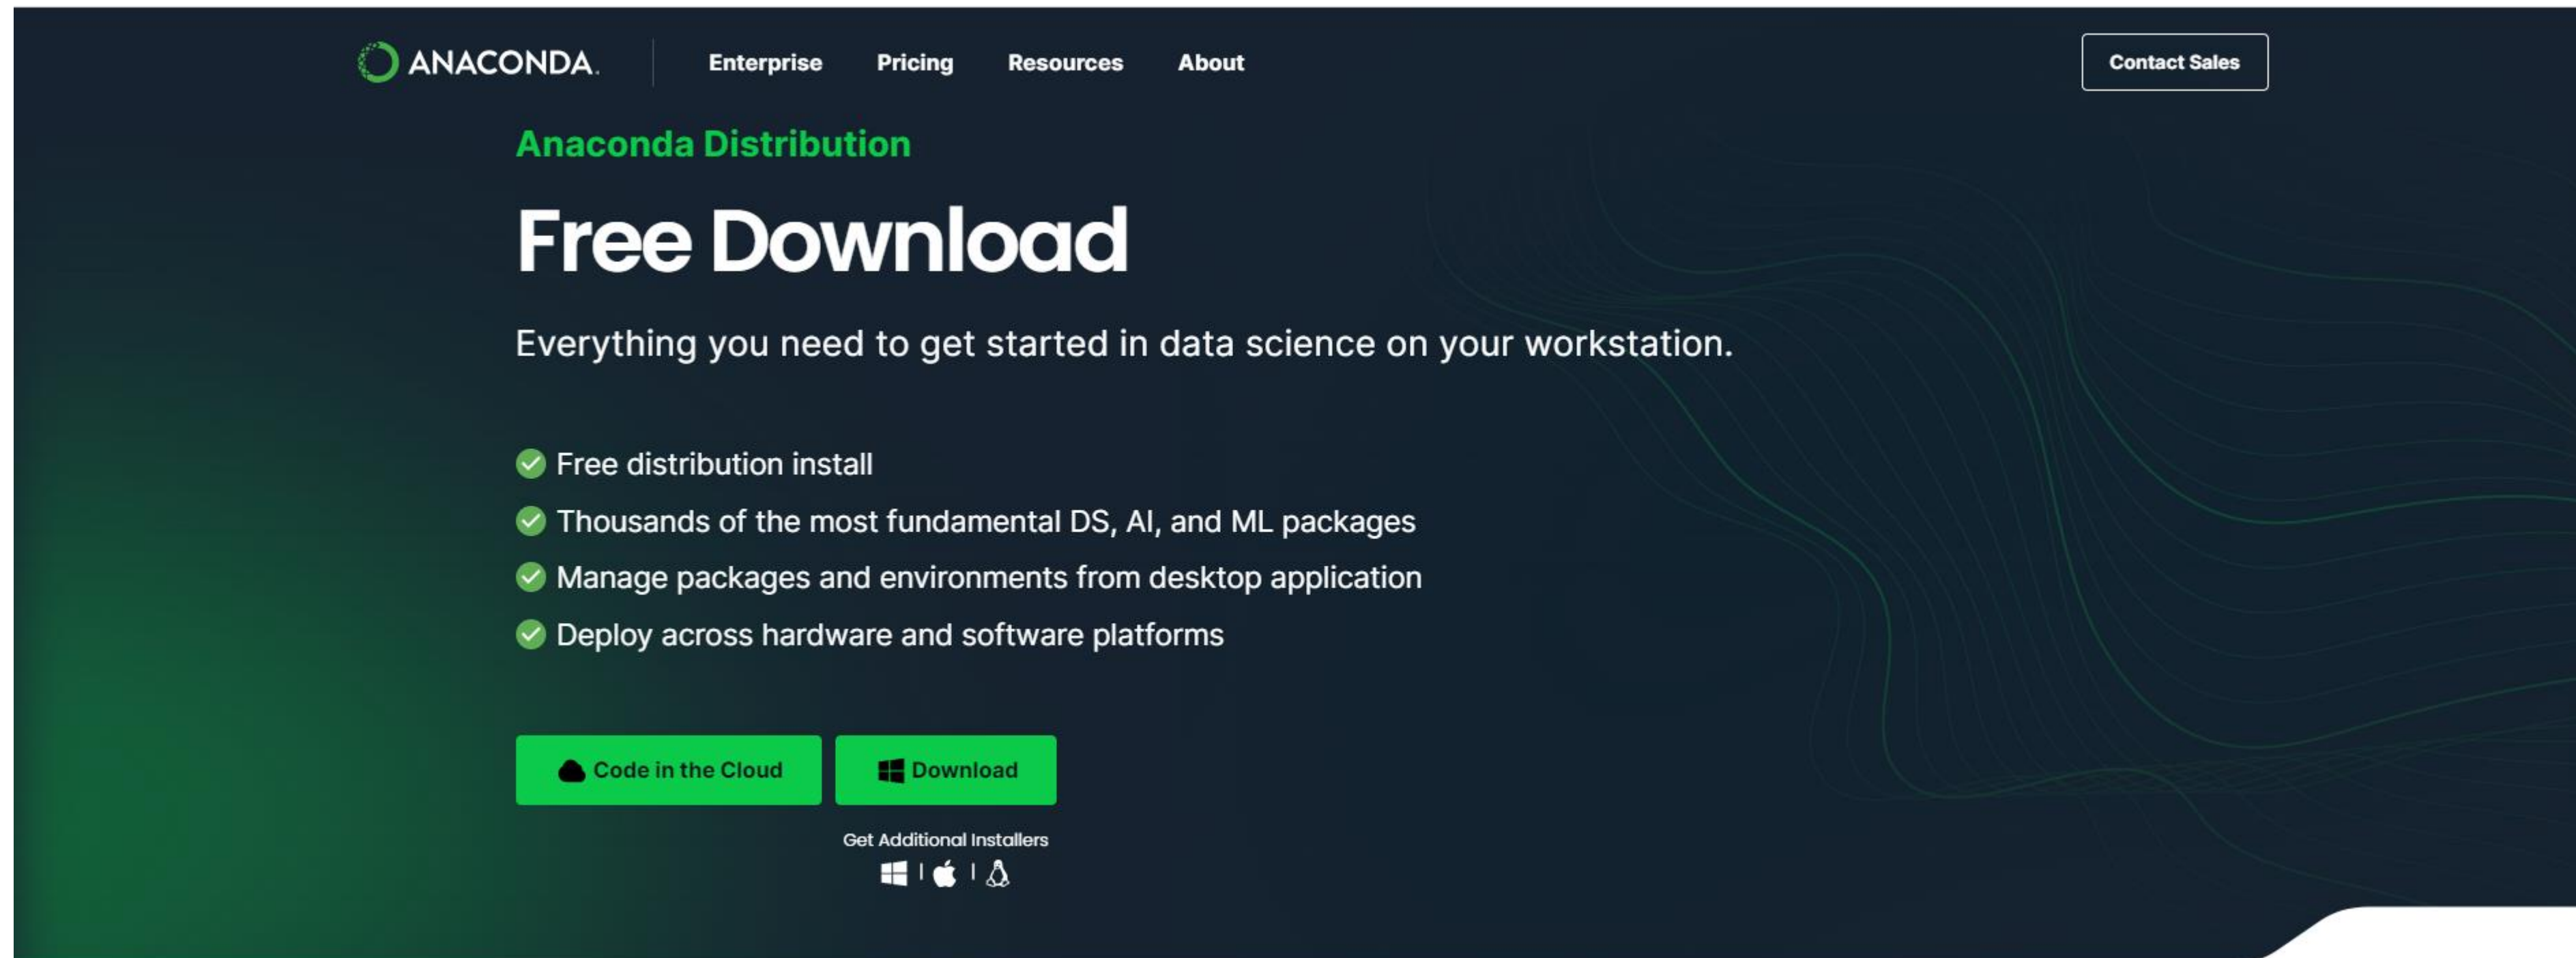 ANACONDA.
Enterprise
Pricing
Resources
About
Contact Sales
Anaconda Distribution
Free Download
Everything you need to get started in data science on your workstation.
Free distribution install
Thousands of the most fundamental DS, AI, and ML packages
Manage packages and environments from desktop application
Deploy across hardware and software platforms
Code in the Cloud
Download
Get Additional Installers